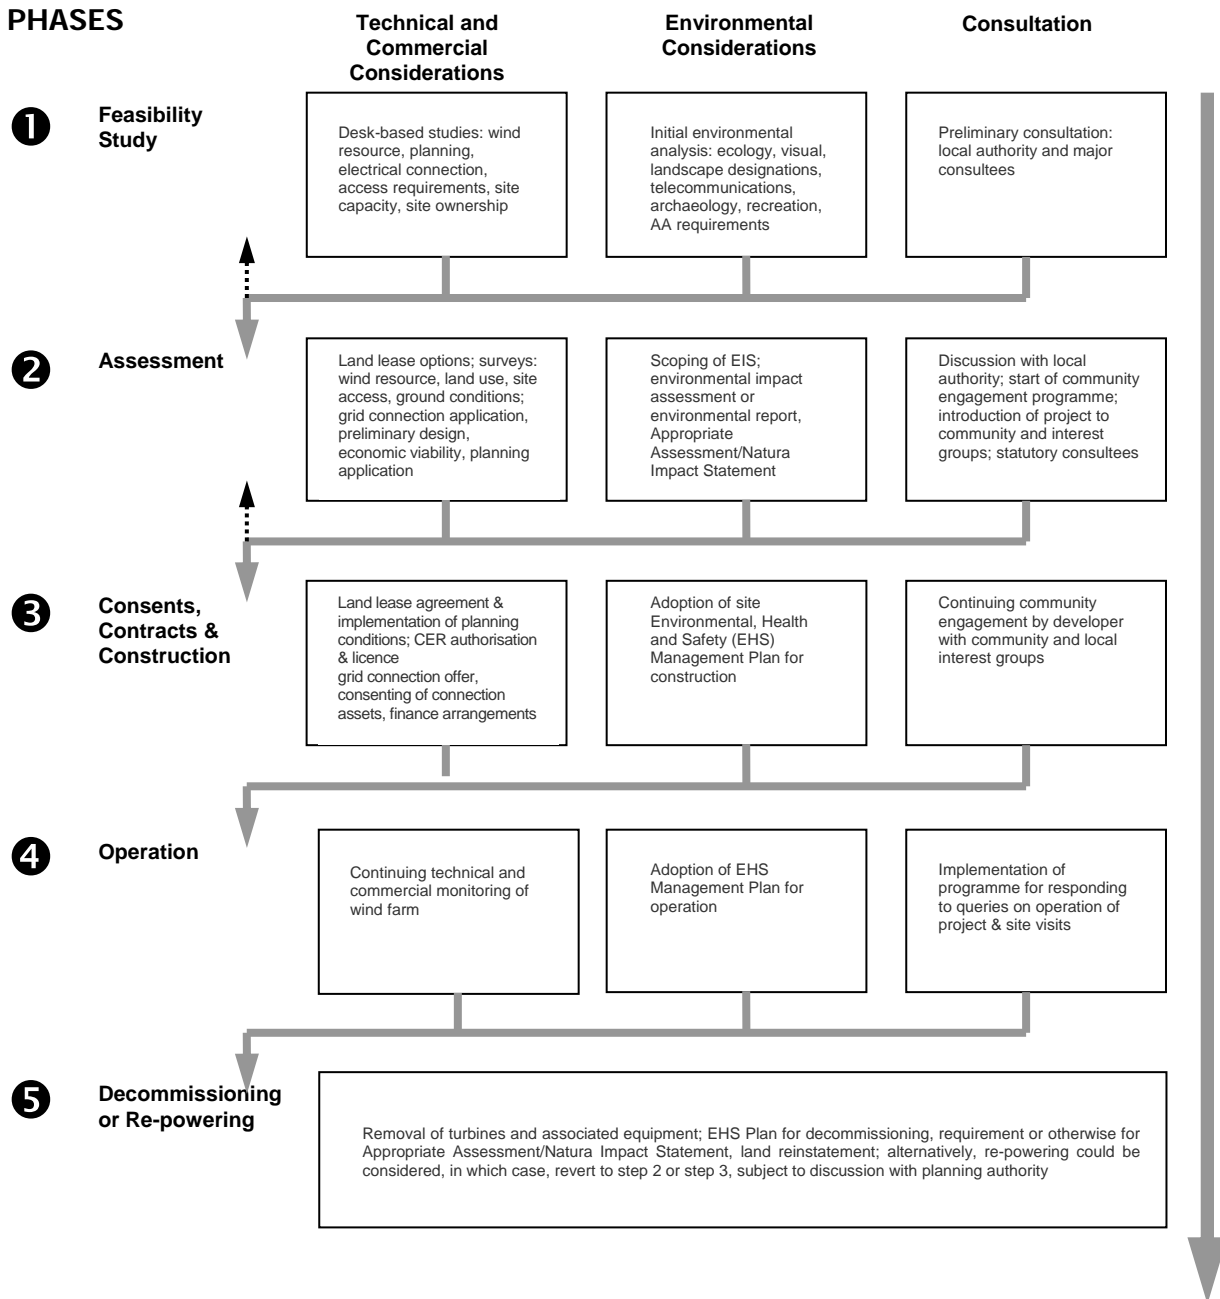 PHASES
Technical and
Commercial
Considerations
Environmental
Considerations
Consultation
1
Feasibility
Study
Desk-based studies: wind
resource, planning,
electrical connection,
access requirements, site
capacity, site ownership
Initial environmental
analysis: ecology, visual,
landscape designations,
telecommunications,
archaeology, recreation,
AA requirements
Preliminary consultation:
local authority and major
consultees
2
Assessment
Land lease options; surveys:
wind resource, land use, site
access, ground conditions;
grid connection application,
preliminary design,
economic viability, planning
application
Scoping of EIS;
environmental impact
assessment or
environmental report,
Appropriate
Assessment/Natura
Impact Statement
Discussion with local
authority; start of community
engagement programme;
introduction of project to
community and interest
groups; statutory consultees
3
Consents,
Contracts &
Construction
Land lease agreement &
implementation of planning
conditions; CER authorisation
& licence
grid connection offer,
consenting of connection
assets, finance arrangements
Adoption of site
Environmental, Health
and Safety (EHS)
Management Plan for
construction
Continuing community
engagement by developer
with community and local
interest groups
4
Operation
Continuing technical and
commercial monitoring of
wind farm
Adoption of EHS
Management Plan for
operation
Implementation of
programme for responding
to queries on operation of
project & site visits
5
Decommissioning
or Re-powering
Removal of turbines and associated equipment; EHS Plan for decommissioning, requirement or otherwise for
Appropriate Assessment/Natura Impact Statement, land reinstatement; alternatively, re-powering could be
considered, in which case, revert to step 2 or step 3, subject to discussion with planning authority